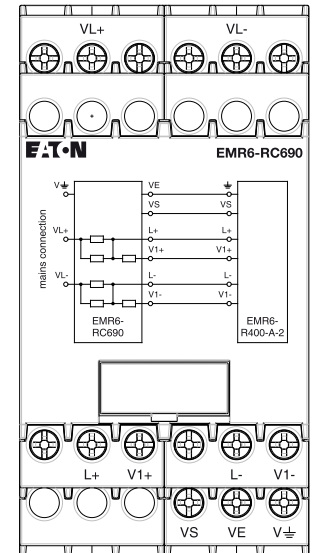 VL+ VL-
EATON
EMR6-RC690
V⏚ VE ⏚
VS VS
VL+ L+ L+
V1+ V1+
VL- L- L-
V1- V1-
mains connection
EMR6-
RC690
EMR6-
R400-A-2
L+ V1+ L- V1-
VS VE V⏚